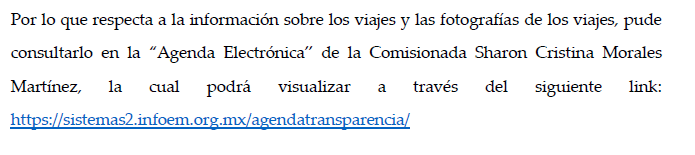 Por lo que respecta a la información sobre los viajes y las fotografías de los viajes, pude
consultarlo en la “Agenda Electrónica” de la Comisionada Sharon Cristina Morales
Martínez, la cual podrá visualizar a través del siguiente link:
https://sistemas2.infoem.org.mx/agendatransparencia/